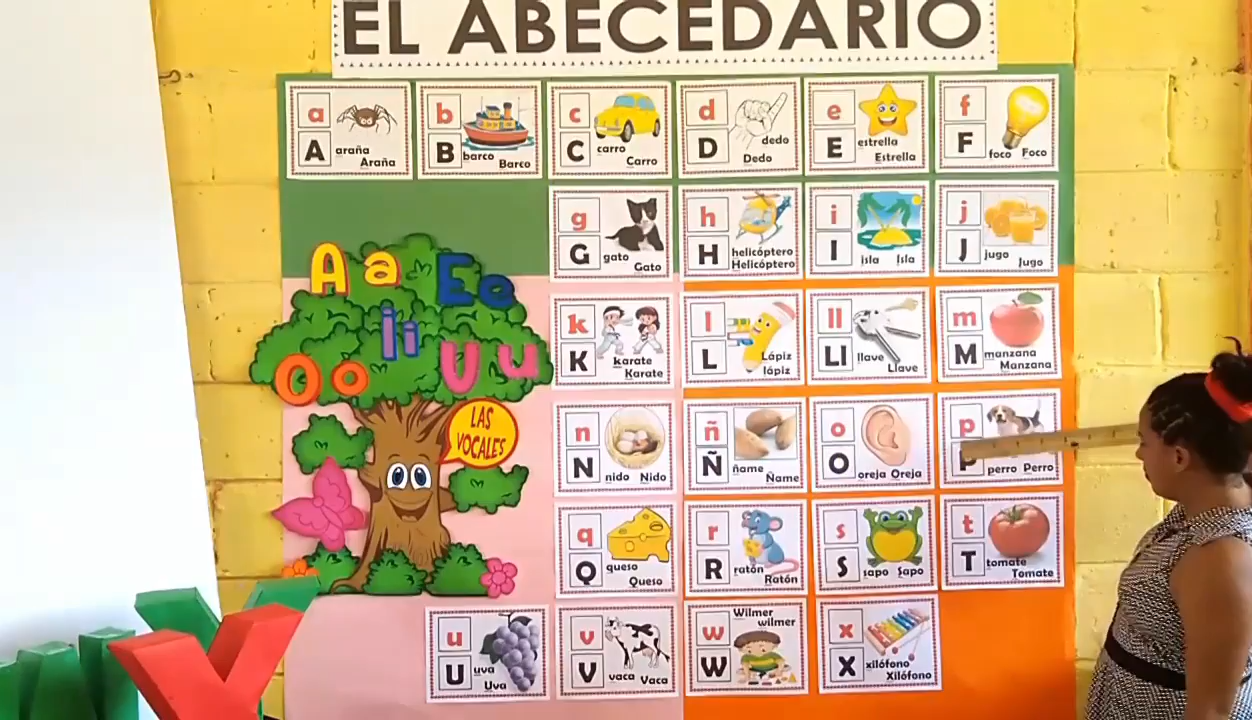 EL ABECEDARIO
a
A
araña
Araña
b
B
barco
Barco
c
C
carro
Carro
d
D
dedo
Dedo
e
E
estrella
Estrella
f
F
foco Foco
g
G
gato
Gato
h
H
helicóptero
Helicóptero
i
I
isla Isla
j
J
jugo
Jugo
A a E e
I i
O o U u
LAS
VOCALES
k
K
karate
Karate
l
L
Lápiz
lápiz
ll
Ll
llave
Llave
m
M
manzana
Manzana
n
N
nido Nido
ñ
Ñ
ñame
Ñame
o
O
oreja Oreja
p
P
perro Perro
q
Q
queso
Queso
r
R
ratón
Ratón
s
S
sapo Sapo
t
T
tomate
Tomate
u
U
uva
Uva
v
V
vaca Vaca
w
W
Wilmer
wilmer
x
X
xilófono
Xilófono
Y